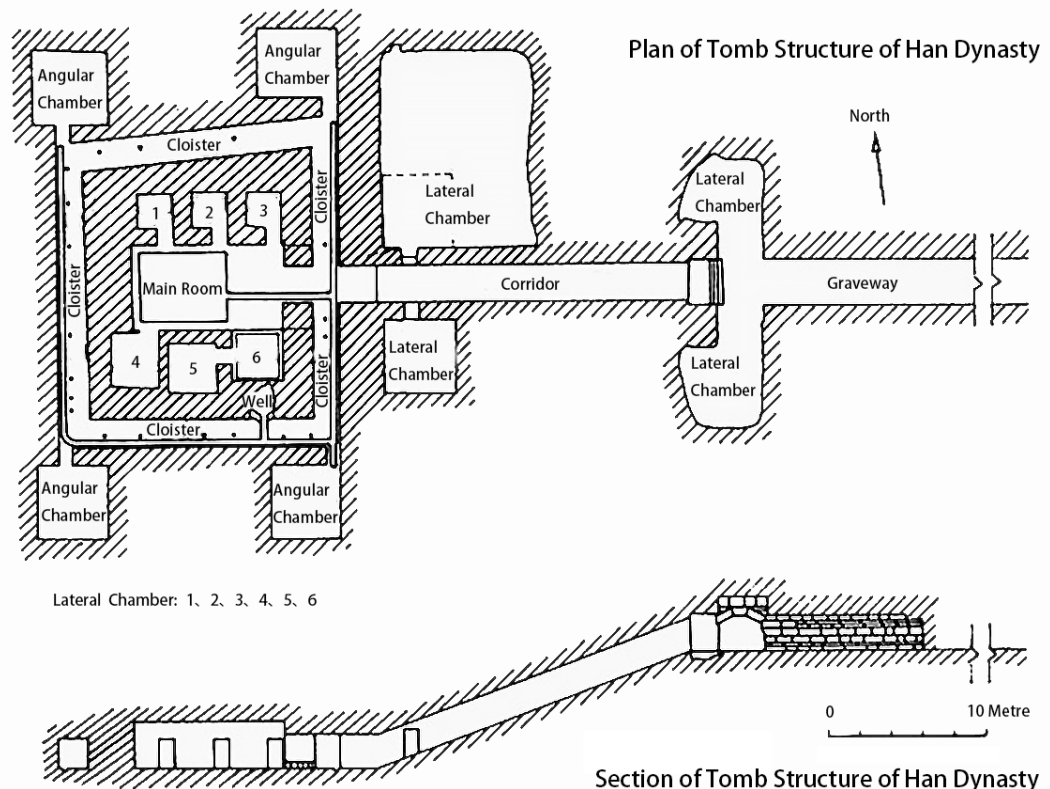 Plan of Tomb Structure of Han Dynasty
North
Angular
Chamber
Angular
Chamber
Cloister
Cloister
Lateral
Chamber
Lateral
Chamber
1
2
3
Cloister
Main Room
Corridor
Graveway
4
5
6
Lateral
Chamber
Lateral
Chamber
Well
Cloister
Cloister
Angular
Chamber
Angular
Chamber
Lateral Chamber: 1、2、3、4、5、6
0
10 Metre
Section of Tomb Structure of Han Dynasty